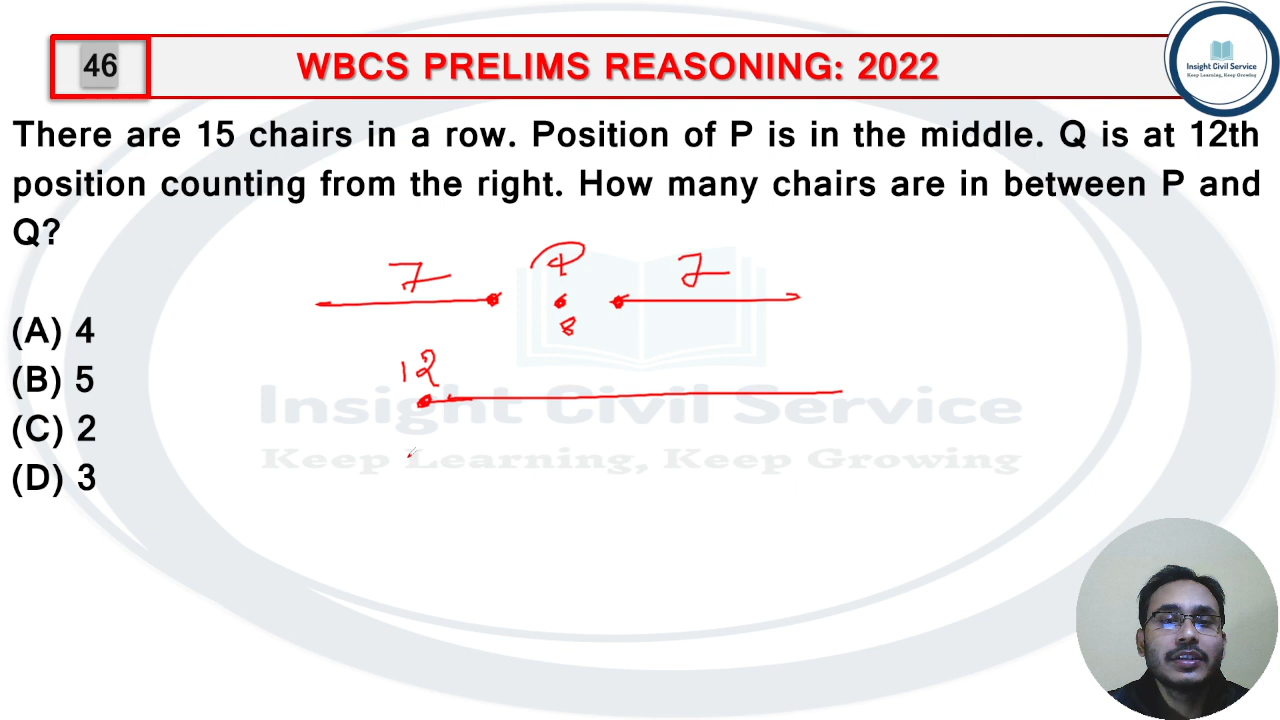 46
WBCS PRELIMS REASONING: 2022
Insight Civil Service
Keep Learning, Keep Growing
There are 15 chairs in a row. Position of P is in the middle. Q is at 12th
position counting from the right. How many chairs are in between P and
Q?
7 P 7
8
(A) 4
12
(B) 5
Insight Civil Service
(C) 2
Keep Learning, Keep Growing
(D) 3